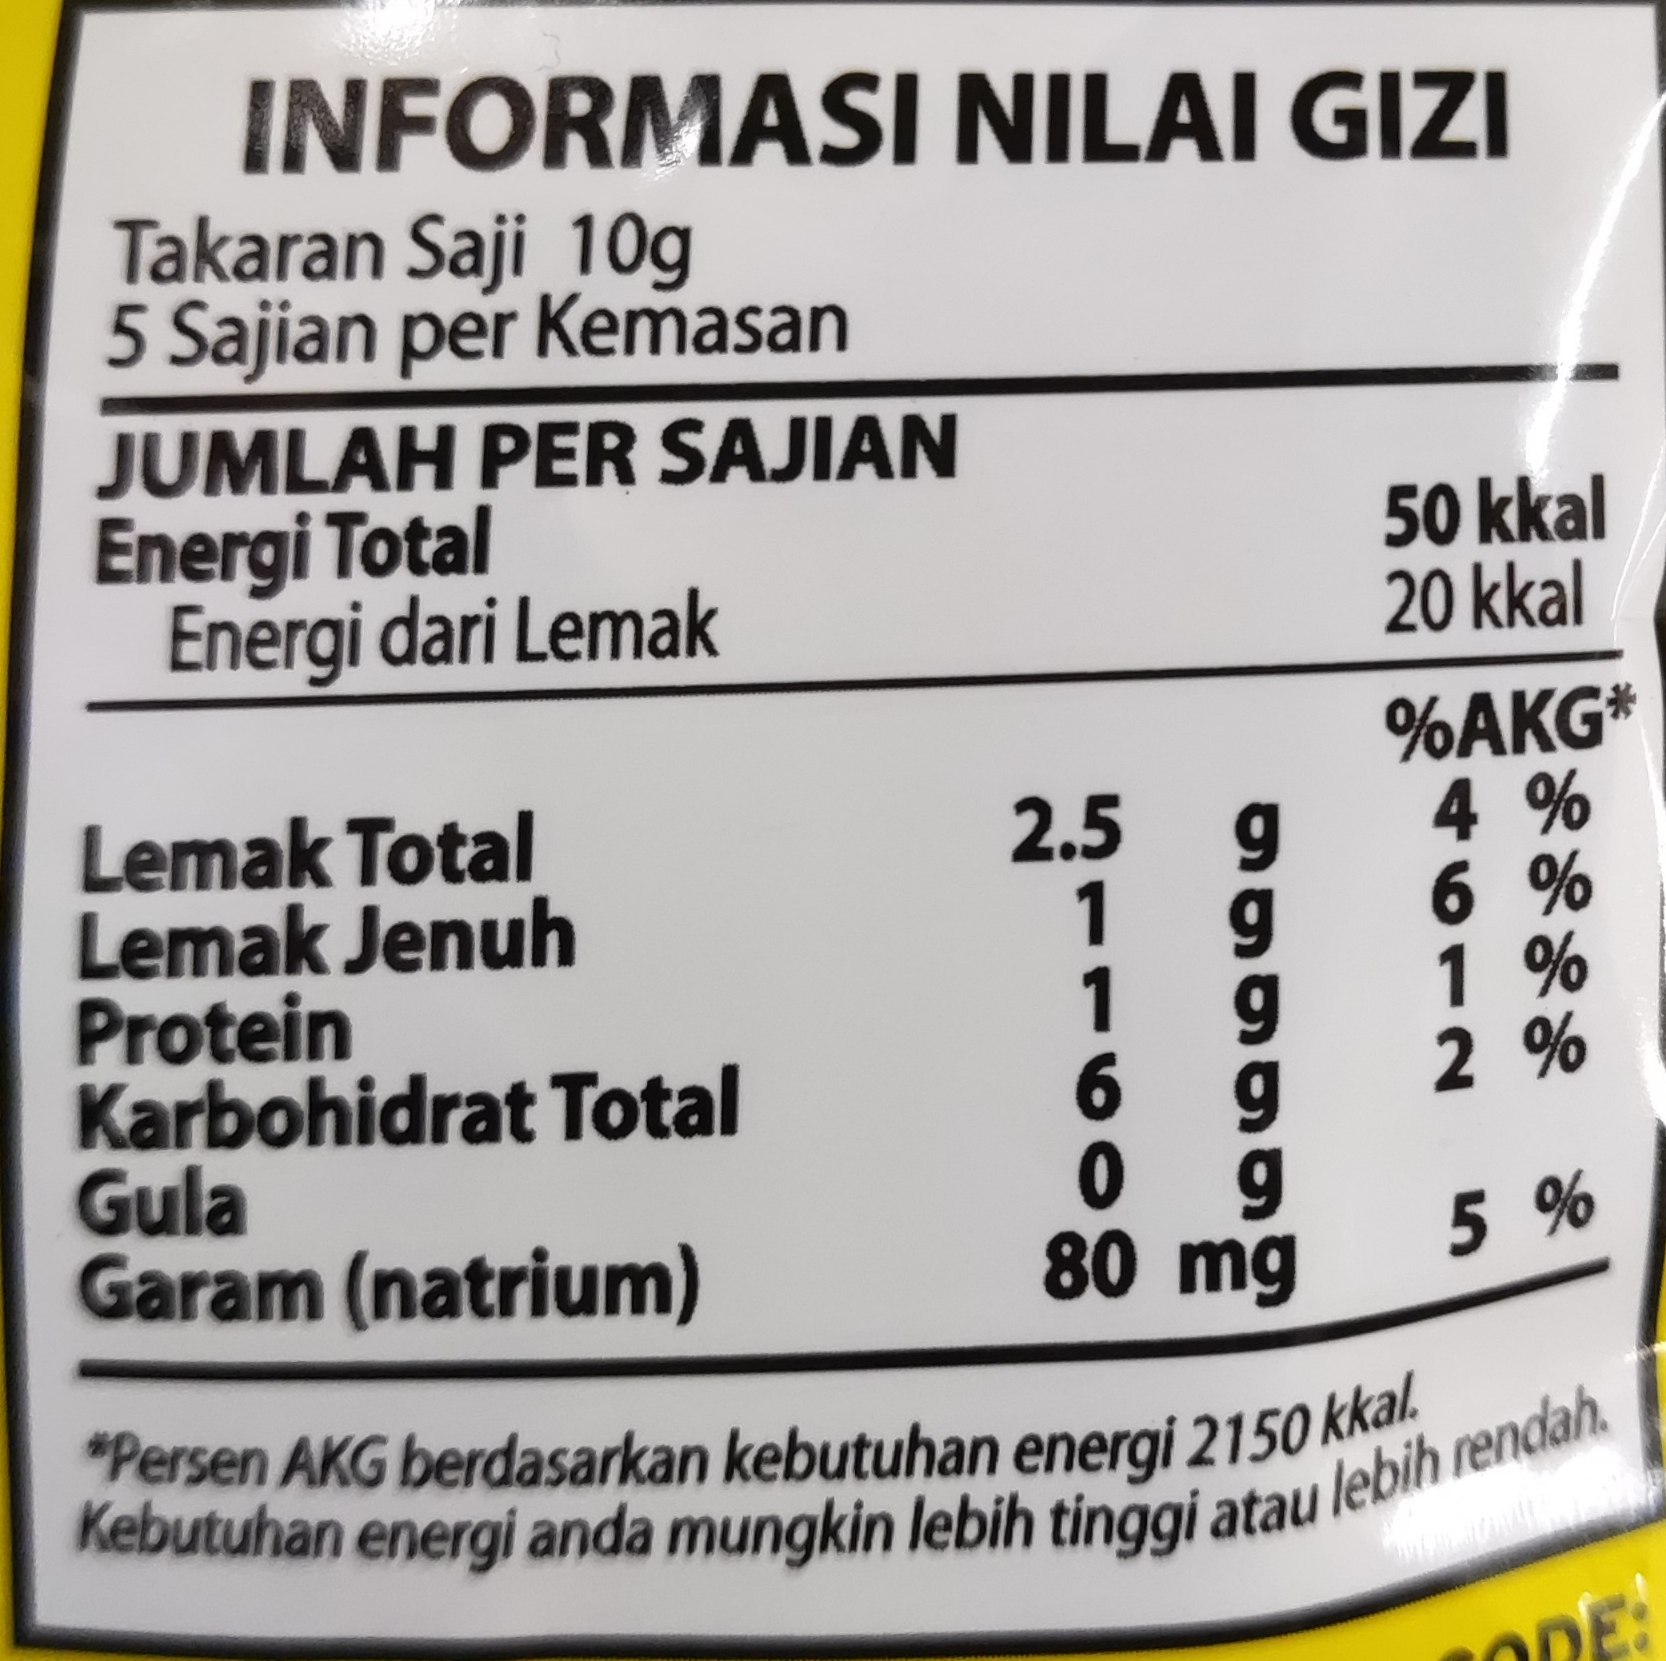 INFORMASI NILAI GIZI
Takaran Saji 10g
5 Sajian per Kemasan
JUMLAH PER SAJIAN
Energi Total 50 kkal
Energi dari Lemak 20 kkal
%AKG*
Lemak Total 2.5 g 4 %
Lemak Jenuh 1 g 6 %
Protein 1 g 1 %
Karbohidrat Total 6 g 2 %
Gula 0 g
Garam (natrium) 80 mg 5 %
*Persen AKG berdasarkan kebutuhan energi 2150 kkal.
Kebutuhan energi anda mungkin lebih tinggi atau lebih rendah.